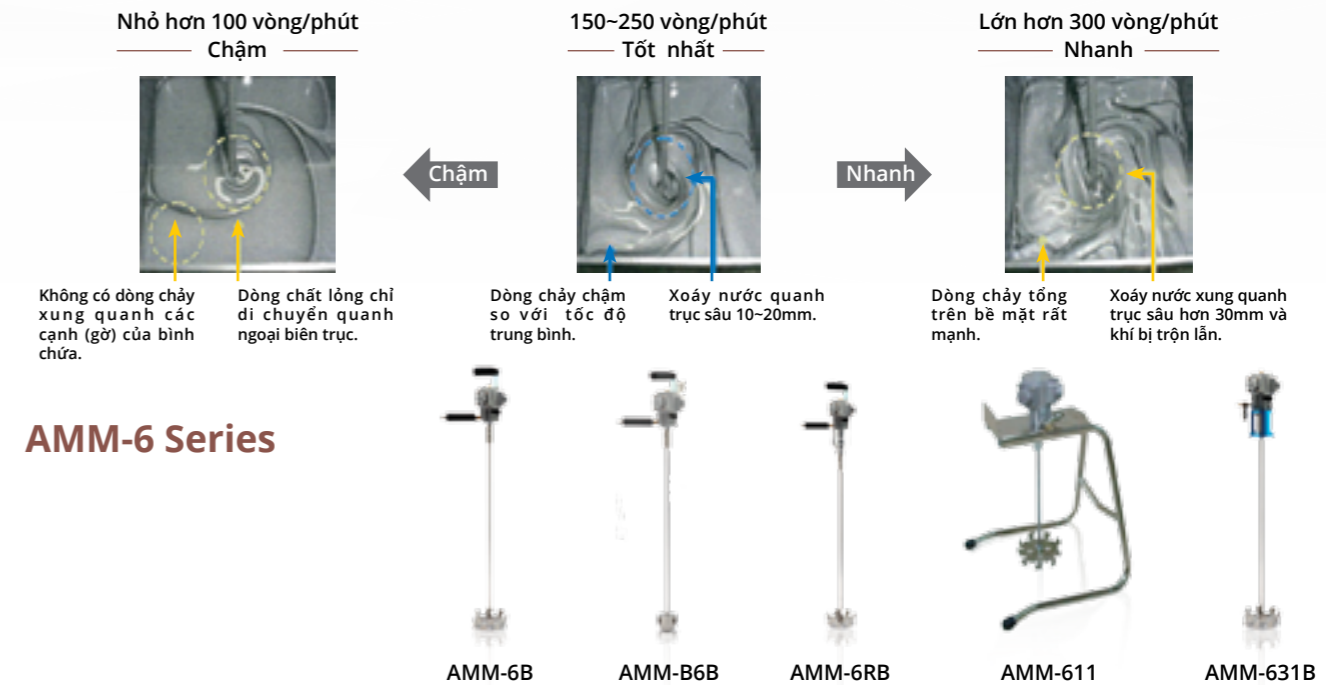 Nhỏ hơn 100 vòng/phút
Chậm
150~250 vòng/phút
Tốt nhất
Lớn hơn 300 vòng/phút
Nhanh
Chậm
Nhanh
Không có dòng chảy
xung quanh các
cạnh (gờ) của bình
chứa.
Dòng chất lỏng chỉ
di chuyển quanh
ngoại biên trục.
Dòng chảy chậm
so với tốc độ
trung bình.
Xoáy nước quanh
trục sâu 10~20mm.
Dòng chảy tổng
trên bề mặt rất
mạnh.
Xoáy nước xung quanh
trục sâu hơn 30mm và
khí bị trộn lẫn.
AMM-6 Series
AMM-6B
AMM-B6B
AMM-6RB
AMM-611
AMM-631B